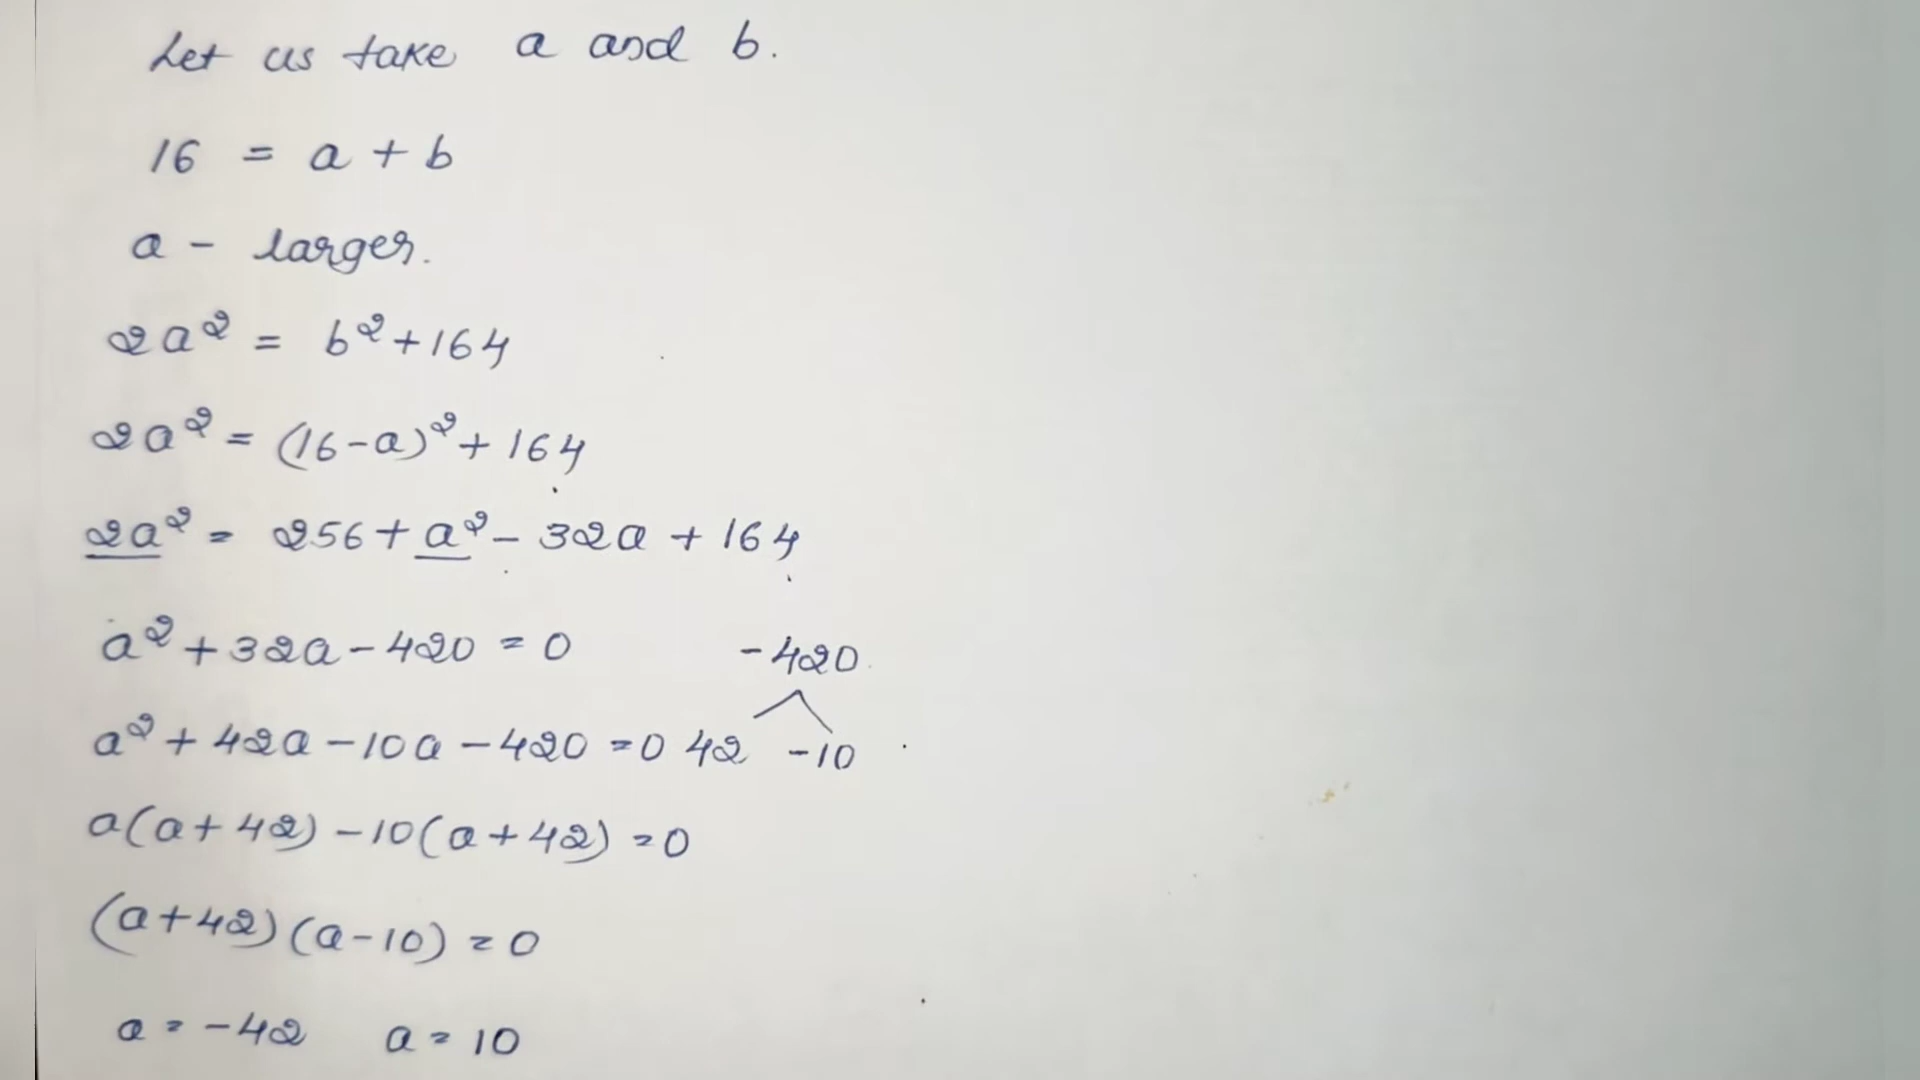 Let us take a and b.
16 = a + b
a - larger.
2a² = b² + 164
2a² = (16-a)² + 164
2a² = 256 + a² - 32a + 164
a² + 32a - 420 = 0
-420
a² + 42a - 10a - 420 = 0
42 -10
a(a + 42) - 10(a + 42) = 0
(a + 42) (a - 10) = 0
a = -42 a = 10